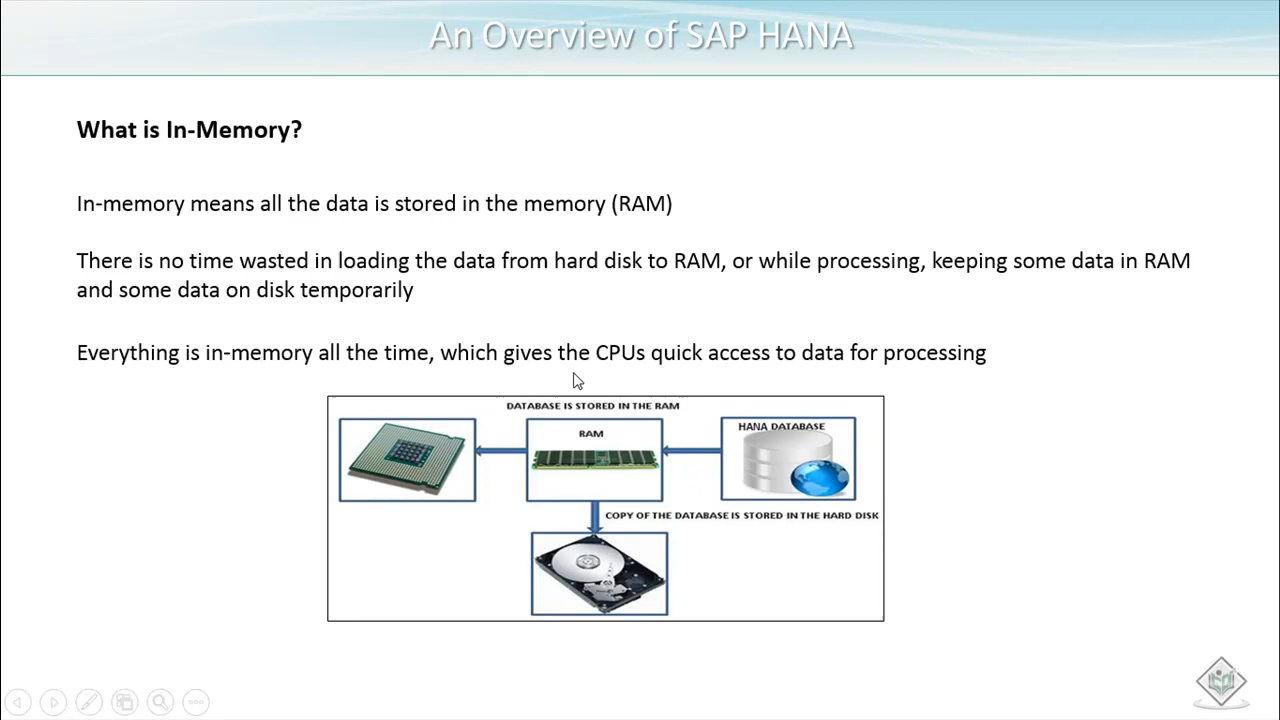 An Overview of SAP HANA
What is In-Memory?
In-memory means all the data is stored in the memory (RAM)
There is no time wasted in loading the data from hard disk to RAM, or while processing, keeping some data in RAM
and some data on disk temporarily
Everything is in-memory all the time, which gives the CPUs quick access to data for processing
DATABASE IS STORED IN THE RAM
RAM
HANA DATABASE
COPY OF THE DATABASE IS STORED IN THE HARD DISK